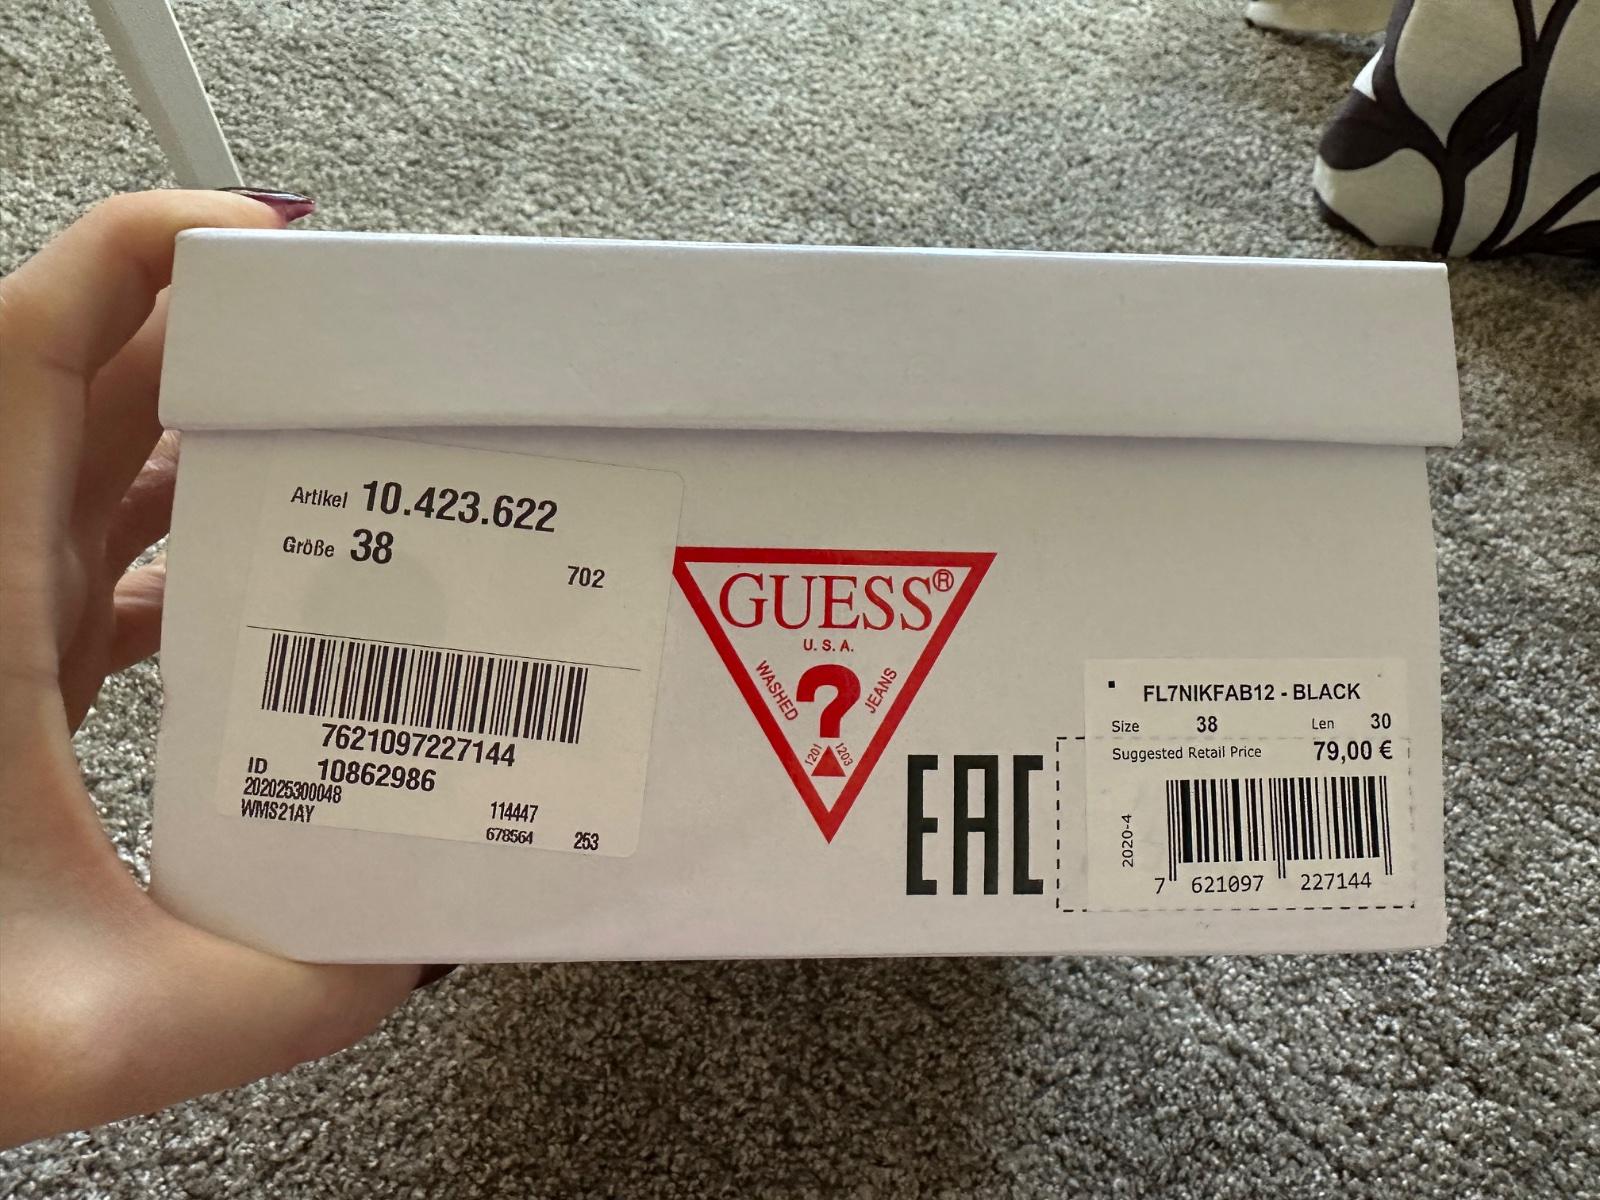 Artikel 10.423.622
Größe 38
702
7621097227144
ID 10862986
202025300048
WMS21AY
114447
678564 253
GUESS®
U.S.A.
WASHED
?
JEANS
1201 1203
EAC
FL7NIKFAB12 - BLACK
Size 38 Len 30
Suggested Retail Price 79,00 €
2020-4
7 621097 227144